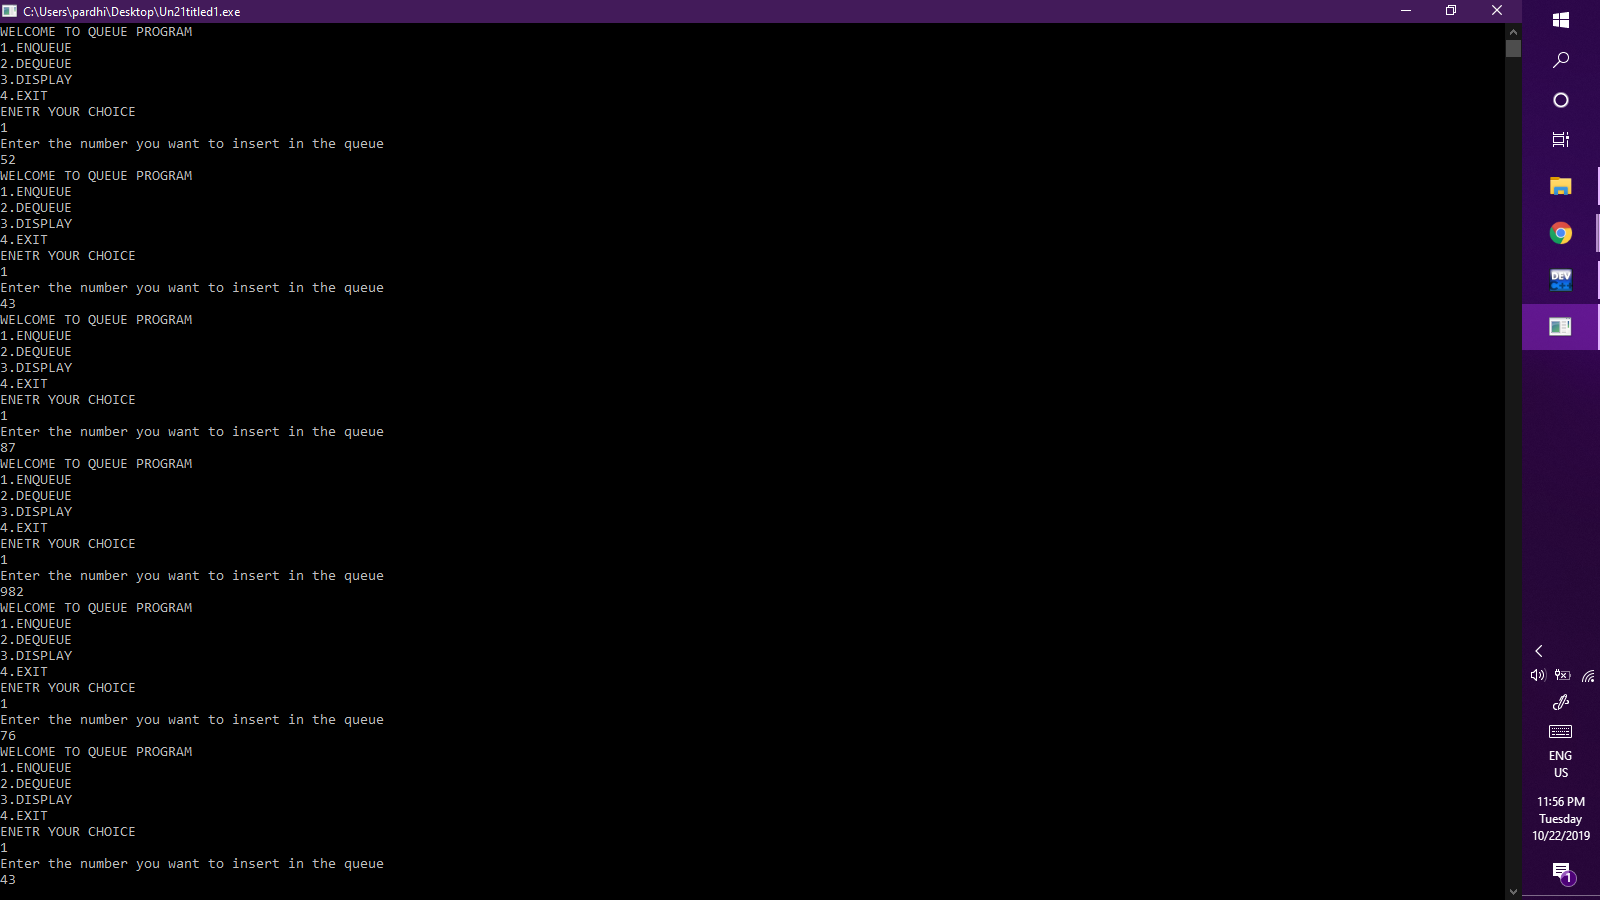 C:\Users\pardhi\Desktop\Un21titled1.exe
WELCOME TO QUEUE PROGRAM
1.ENQUEUE
2.DEQUEUE
3.DISPLAY
4.EXIT
ENETR YOUR CHOICE
1
Enter the number you want to insert in the queue
52
WELCOME TO QUEUE PROGRAM
1.ENQUEUE
2.DEQUEUE
3.DISPLAY
4.EXIT
ENETR YOUR CHOICE
1
Enter the number you want to insert in the queue
43
WELCOME TO QUEUE PROGRAM
1.ENQUEUE
2.DEQUEUE
3.DISPLAY
4.EXIT
ENETR YOUR CHOICE
1
Enter the number you want to insert in the queue
87
WELCOME TO QUEUE PROGRAM
1.ENQUEUE
2.DEQUEUE
3.DISPLAY
4.EXIT
ENETR YOUR CHOICE
1
Enter the number you want to insert in the queue
982
WELCOME TO QUEUE PROGRAM
1.ENQUEUE
2.DEQUEUE
3.DISPLAY
4.EXIT
ENETR YOUR CHOICE
1
Enter the number you want to insert in the queue
76
WELCOME TO QUEUE PROGRAM
1.ENQUEUE
2.DEQUEUE
3.DISPLAY
4.EXIT
ENETR YOUR CHOICE
1
Enter the number you want to insert in the queue
43
DEV
C++
ENG
US
11:56 PM
Tuesday
10/22/2019
1